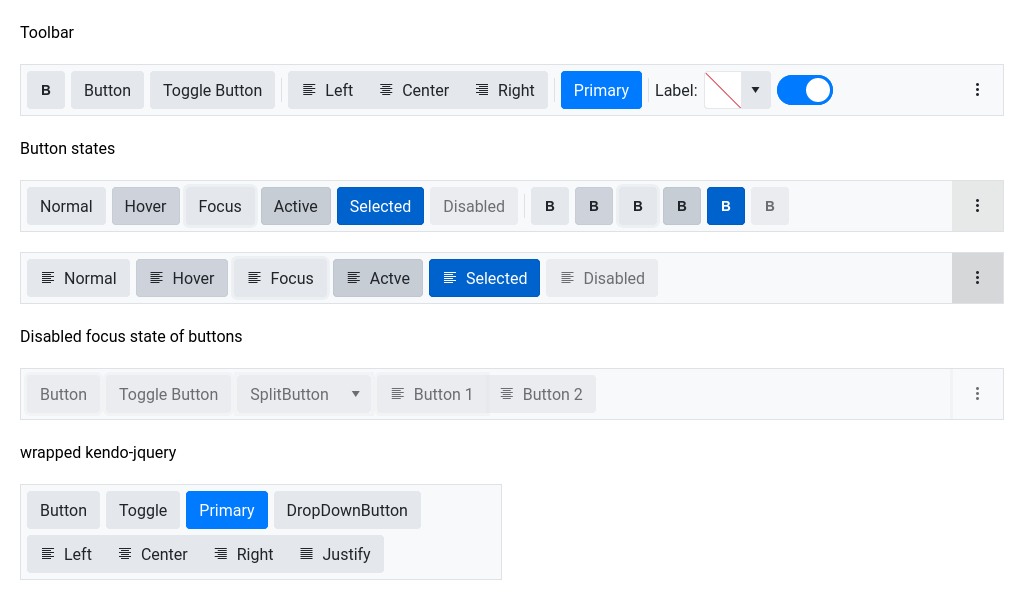 Toolbar
B Button Toggle Button Left Center Right Primary Label:
Button states
Normal Hover Focus Active Selected Disabled B B B B B B
Normal Hover Focus Actve Selected Disabled
Disabled focus state of buttons
Button Toggle Button SplitButton Button 1 Button 2
wrapped kendo-jquery
Button Toggle Primary DropDownButton
Left Center Right Justify